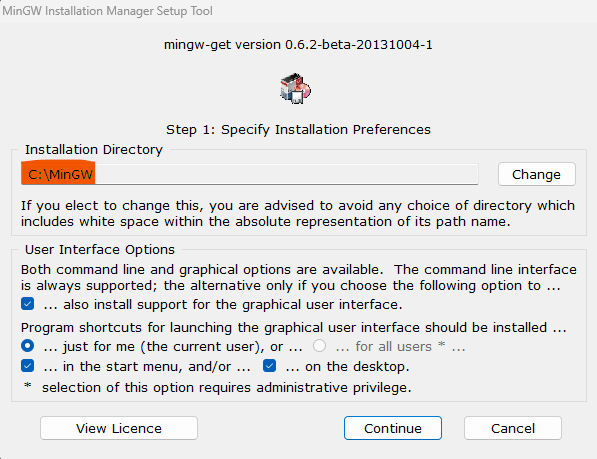 MinGW Installation Manager Setup Tool
mingw-get version 0.6.2-beta-20131004-1
Step 1: Specify Installation Preferences
Installation Directory
C:\MinGW
Change
If you elect to change this, you are advised to avoid any choice of directory which
includes white space within the absolute representation of its path name.
User Interface Options
Both command line and graphical options are available.  The command line interface
is always supported; the alternative only if you choose the following option to ...
... also install support for the graphical user interface.
Program shortcuts for launching the graphical user interface should be installed ...
... just for me (the current user), or ... ... for all users * ...
... in the start menu, and/or ... ... on the desktop.
* selection of this option requires administrative privilege.
View Licence Continue Cancel